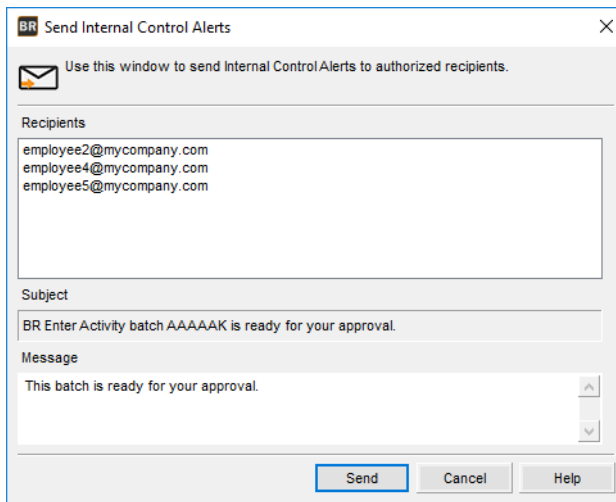 BR Send Internal Control Alerts
Use this window to send Internal Control Alerts to authorized recipients.
Recipients
employee2@mycompany.com
employee4@mycompany.com
employee5@mycompany.com
Subject
BR Enter Activity batch AAAAAK is ready for your approval.
Message
This batch is ready for your approval.
Send Cancel Help